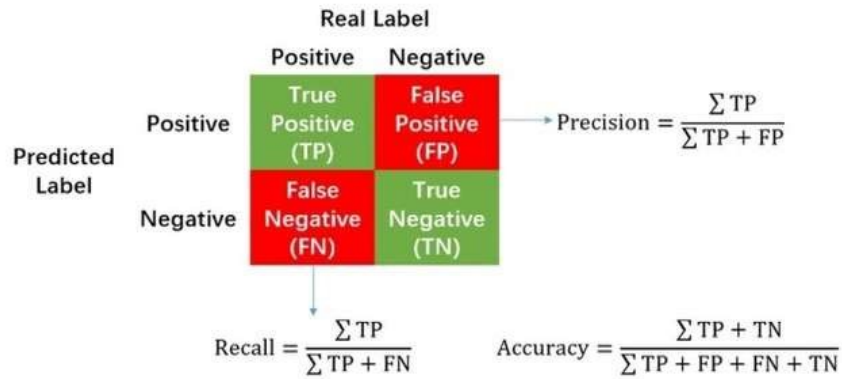 Real Label
Positive Negative
True Positive (TP)
False Positive (FP)
Positive
Precision = ∑ TP / ∑ TP + FP
Predicted Label
Negative
False Negative (FN)
True Negative (TN)
Recall = ∑ TP / ∑ TP + FN
Accuracy = ∑ TP + TN / ∑ TP + FP + FN + TN